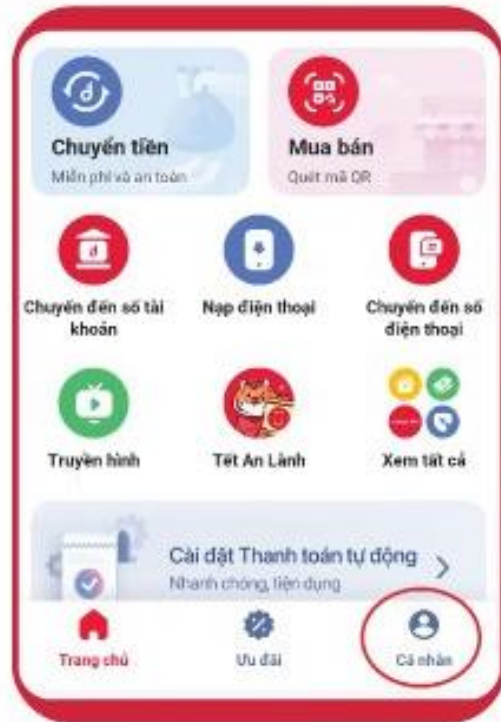 Chuyển tiền
Miễn phí và an toàn
Mua bán
Quét mã QR
Chuyển đến số tài
khoản
Nạp điện thoại
Chuyển đến số
điện thoại
Truyền hình
Tết An Lành
Xem tất cả
Cài đặt Thanh toán tự động
Nhanh chóng, tiện dụng
Trang chủ
Ưu đãi
Cá nhân